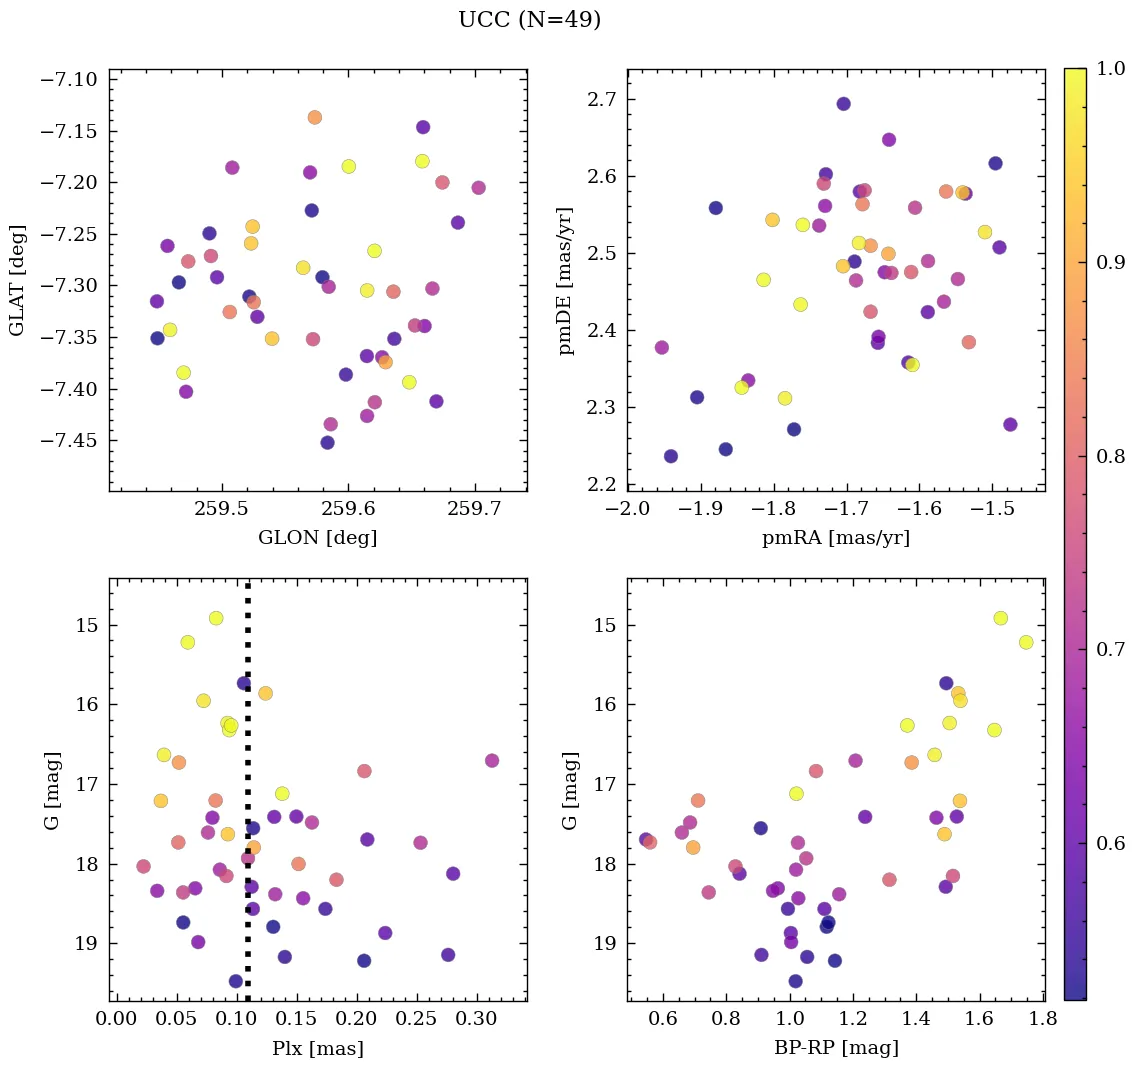 UCC (N=49)
−7.10
−7.15
−7.20
−7.25
−7.30
−7.35
−7.40
−7.45
GLAT [deg]
259.5 259.6 259.7
GLON [deg]
2.7
2.6
2.5
2.4
2.3
2.2
pmDE [mas/yr]
−2.0 −1.9 −1.8 −1.7 −1.6 −1.5
pmRA [mas/yr]
15
16
17
18
19
G [mag]
0.00 0.05 0.10 0.15 0.20 0.25 0.30
Plx [mas]
15
16
17
18
19
G [mag]
0.6 0.8 1.0 1.2 1.4 1.6 1.8
BP-RP [mag]
1.0
0.9
0.8
0.7
0.6